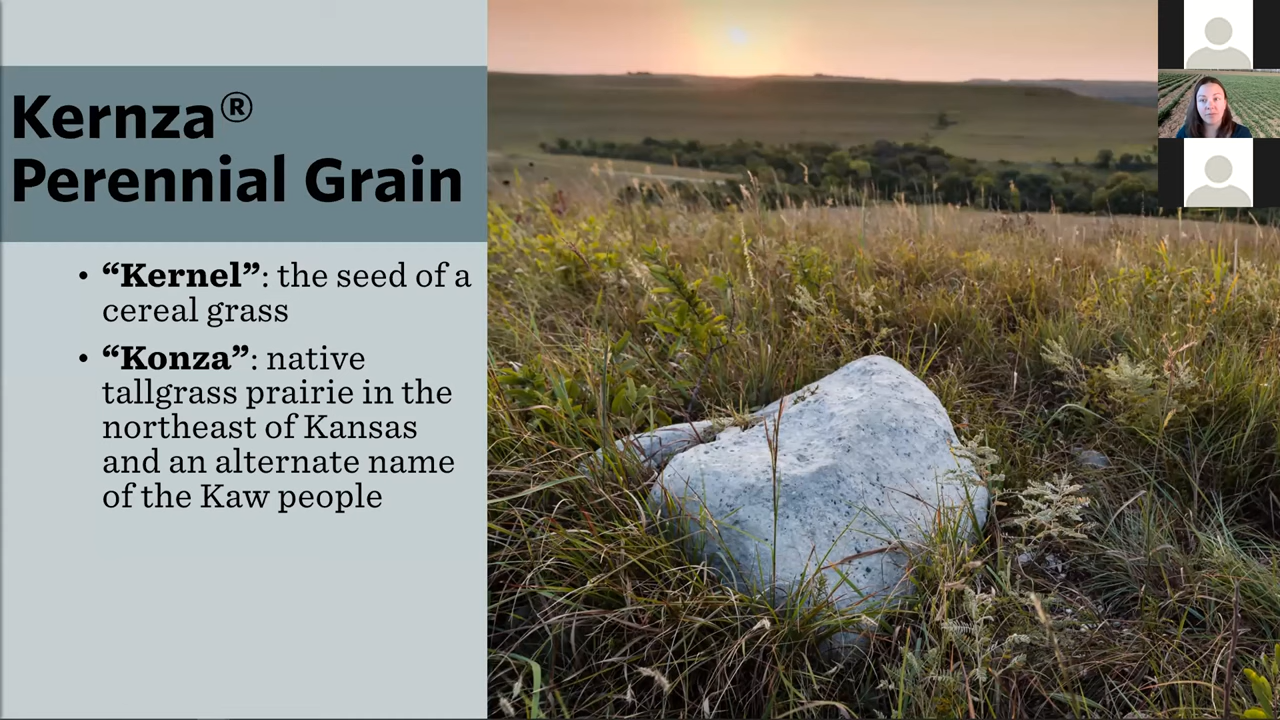 Kernza®
Perennial Grain
• “Kernel”: the seed of a
cereal grass
• “Konza”: native
tallgrass prairie in the
northeast of Kansas
and an alternate name
of the Kaw people